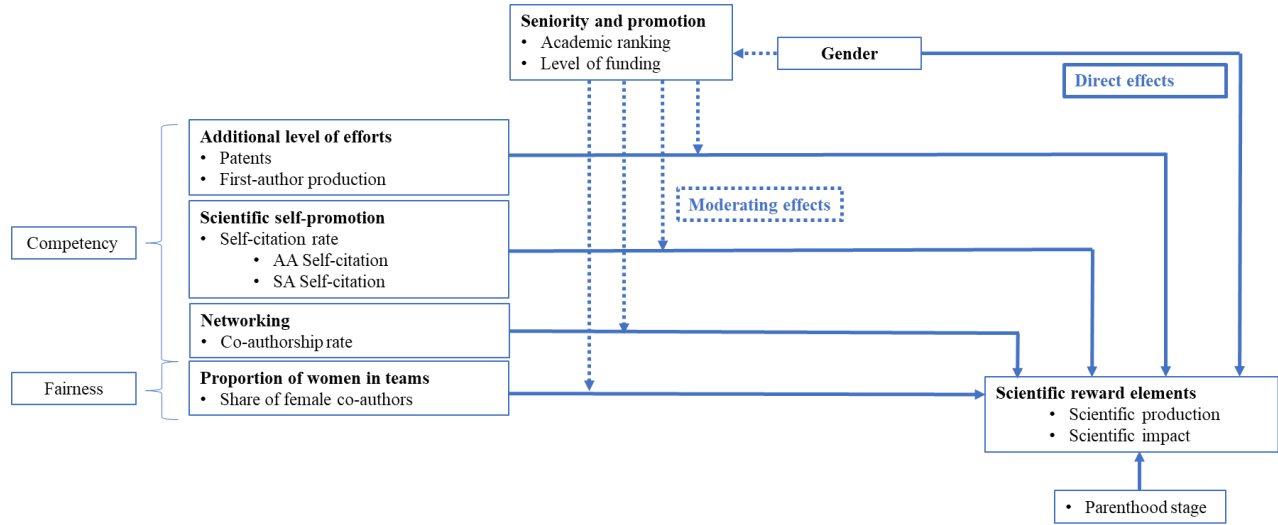 Seniority and promotion
• Academic ranking
• Level of funding
Gender
Direct effects
Additional level of efforts
• Patents
• First-author production
Moderating effects
Scientific self-promotion
• Self-citation rate
• AA Self-citation
• SA Self-citation
Competency
Networking
• Co-authorship rate
Fairness
Proportion of women in teams
• Share of female co-authors
Scientific reward elements
• Scientific production
• Scientific impact
• Parenthood stage